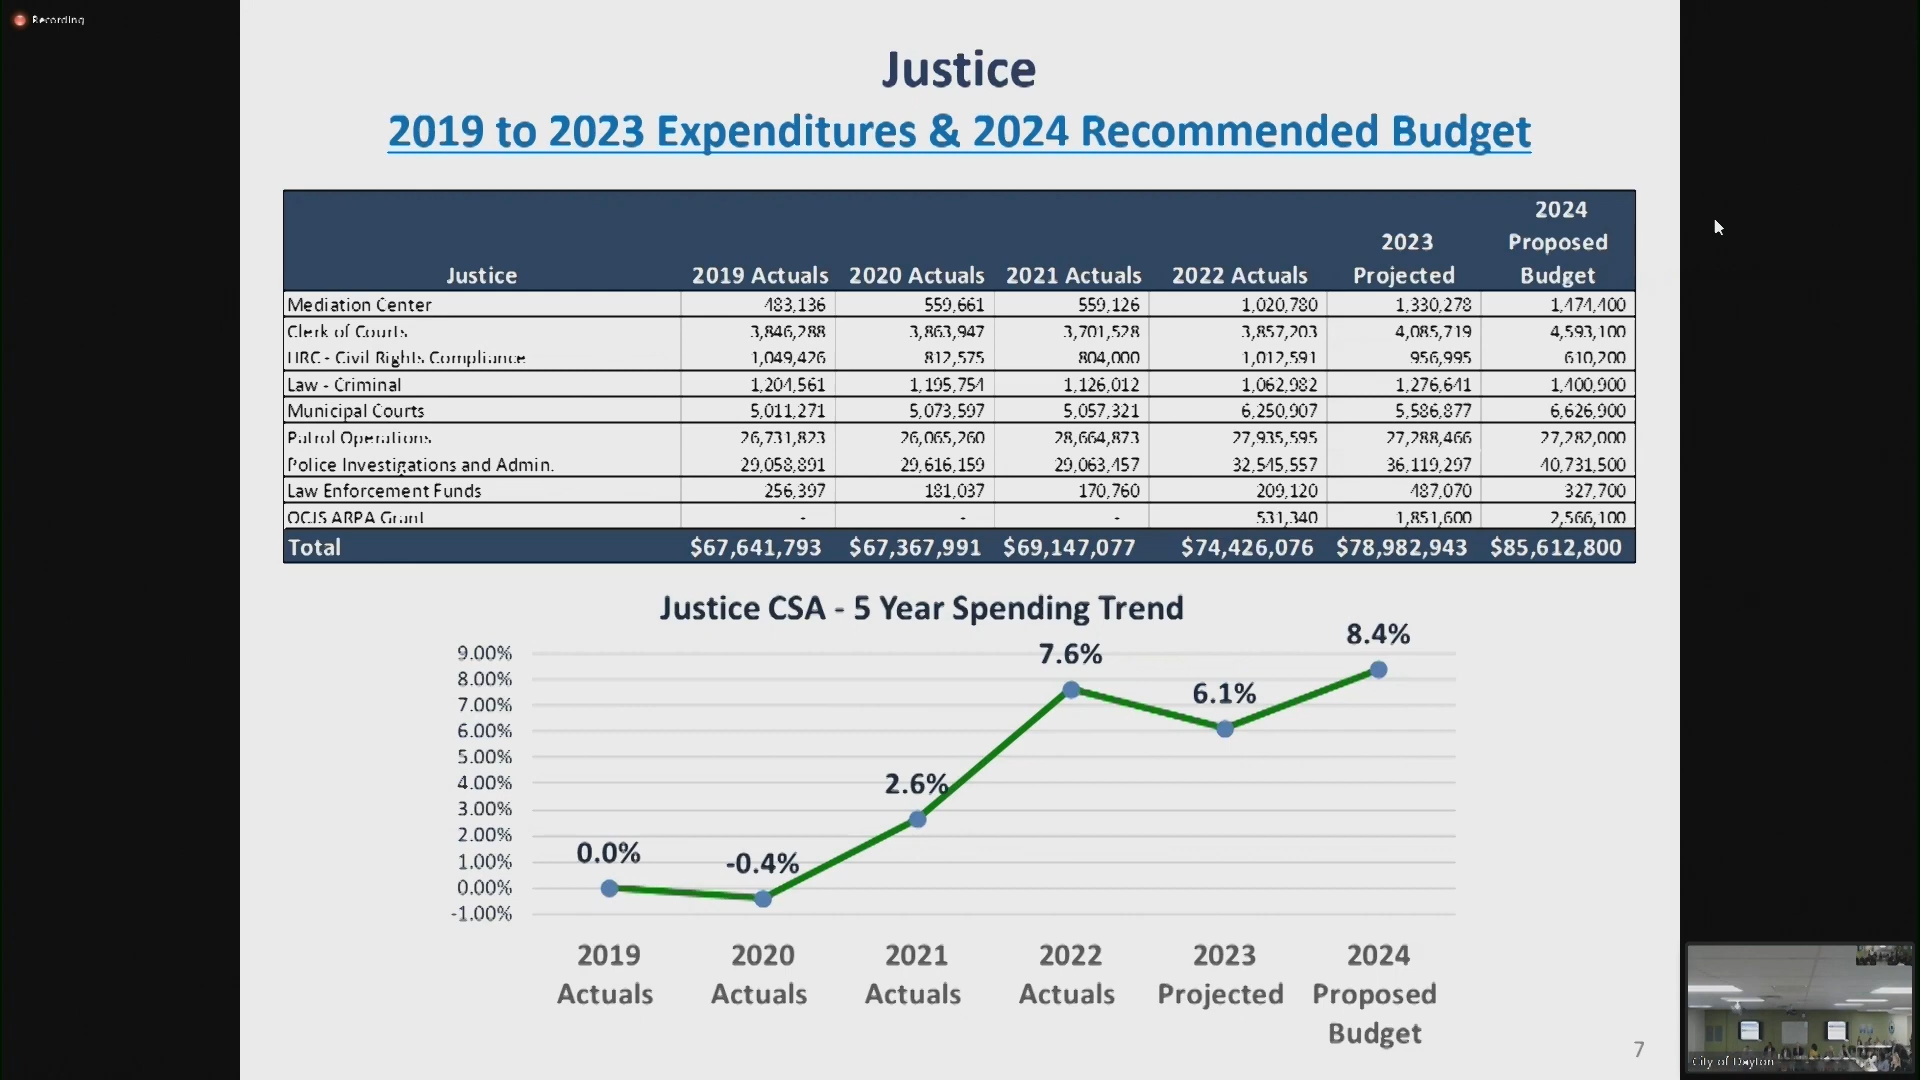 Recording
Justice
2019 to 2023 Expenditures & 2024 Recommended Budget
Justice 2019 Actuals 2020 Actuals 2021 Actuals 2022 Actuals 2023 Projected 2024 Proposed Budget
Mediation Center 483,136 559,661 559,126 1,020,780 1,330,278 1,474,400
Clerk of Courts 3,846,288 3,863,947 3,701,528 3,857,203 4,085,719 4,593,100
HRC - Civil Rights Compliance 1,049,426 812,575 804,000 1,012,591 956,995 610,200
Law - Criminal 1,204,561 1,195,754 1,126,012 1,062,982 1,276,641 1,400,900
Municipal Courts 5,011,271 5,073,597 5,057,321 6,250,907 5,586,877 6,626,900
Patrol Operations 26,731,823 26,065,260 28,664,873 27,935,595 27,288,466 27,282,000
Police Investigations and Admin. 29,058,891 29,616,159 29,063,457 32,545,557 36,119,297 40,731,500
Law Enforcement Funds 256,397 181,037 170,760 209,120 487,070 327,700
OCJS ARPA Grant - - - 531,340 1,851,600 2,566,100
Total $67,641,793 $67,367,991 $69,147,077 $74,426,076 $78,982,943 $85,612,800
Justice CSA - 5 Year Spending Trend
9.00%
8.00%
7.00%
6.00%
5.00%
4.00%
3.00%
2.00%
1.00%
0.00%
-1.00%
0.0%
-0.4%
2.6%
7.6%
6.1%
8.4%
2019 Actuals
2020 Actuals
2021 Actuals
2022 Actuals
2023 Projected
2024 Proposed Budget
7
City of Dayton